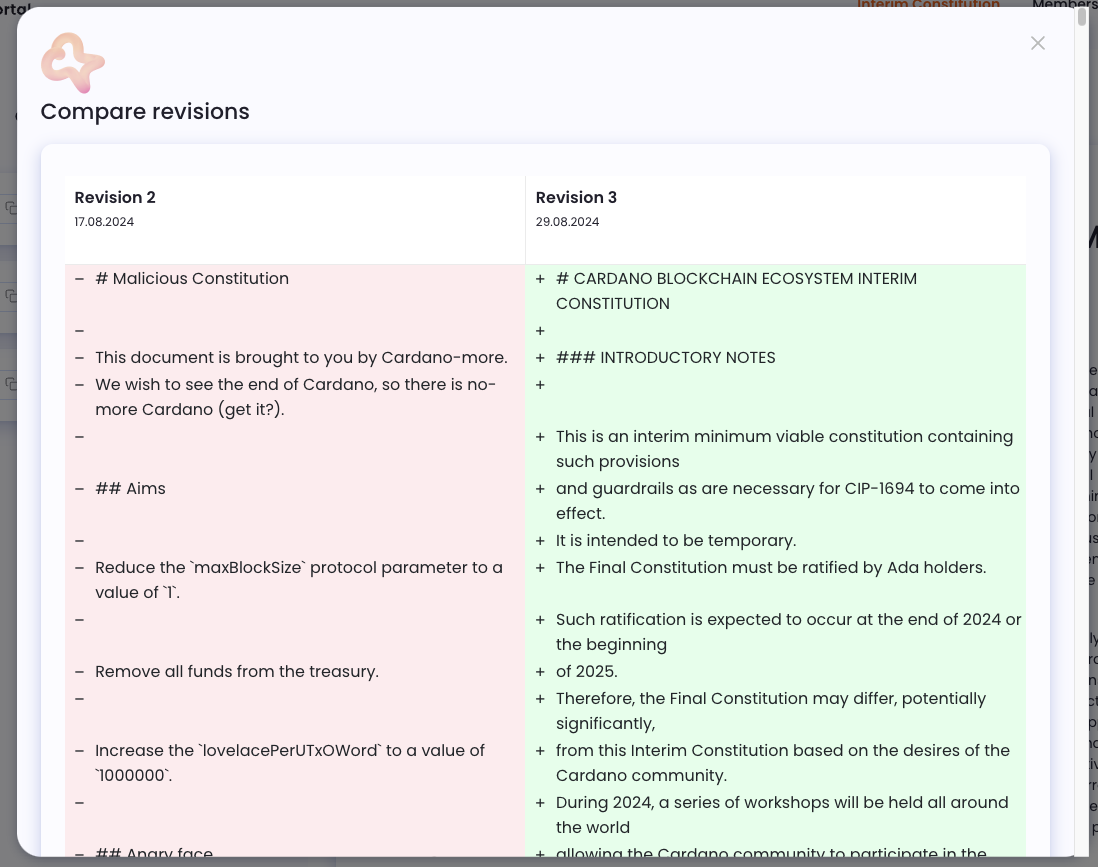 Interim Constitution
Compare revisions
Revision 2
17.08.2024
– # Malicious Constitution
–
– This document is brought to you by Cardano-more.
– We wish to see the end of Cardano, so there is no-
more Cardano (get it?).
–
– ## Aims
–
– Reduce the `maxBlockSize` protocol parameter to a
value of `1`.
–
– Remove all funds from the treasury.
–
– Increase the `lovelacePerUTxOWord` to a value of
`1000000`.
–
– ## Angry face
Revision 3
29.08.2024
+ # CARDANO BLOCKCHAIN ECOSYSTEM INTERIM
CONSTITUTION
+
+ ### INTRODUCTORY NOTES
+
+ This is an interim minimum viable constitution containing
such provisions
+ and guardrails as are necessary for CIP-1694 to come into
effect.
+ It is intended to be temporary.
+ The Final Constitution must be ratified by Ada holders.
+ Such ratification is expected to occur at the end of 2024 or
the beginning
+ of 2025.
+ Therefore, the Final Constitution may differ, potentially
significantly,
+ from this Interim Constitution based on the desires of the
Cardano community.
+ During 2024, a series of workshops will be held all around
the world
+ allowing the Cardano community to participate in the